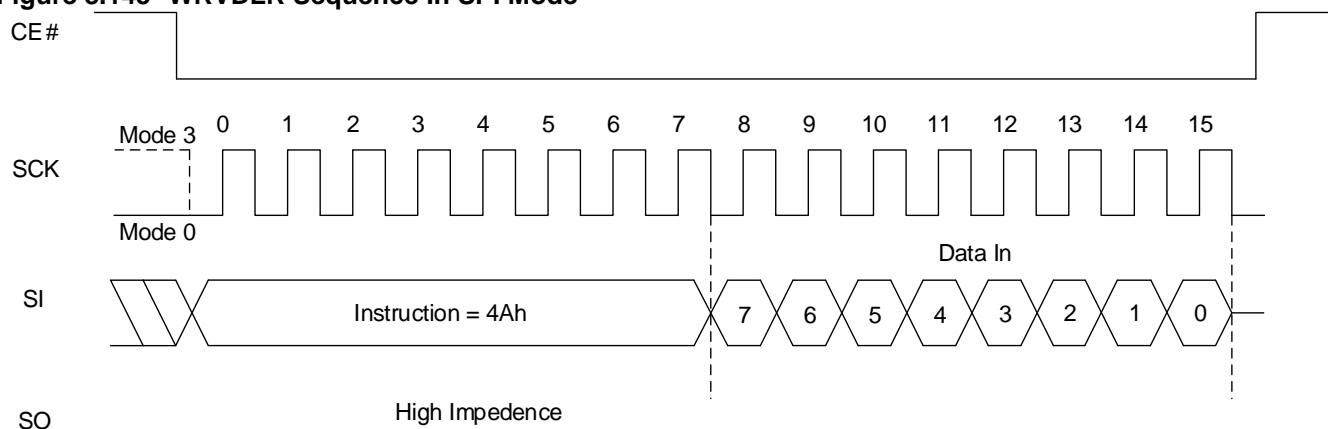 CE#
Mode 3
0 1 2 3 4 5 6 7 8 9 10 11 12 13 14 15
SCK
Mode 0
Data In
SI
Instruction = 4Ah
7 6 5 4 3 2 1 0
High Impedence
SO